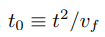 t₀ ≡ t²/v_f